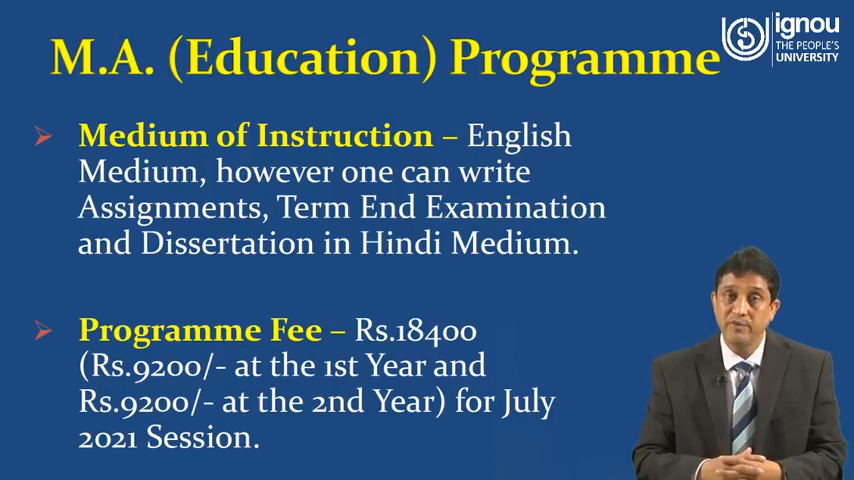 M.A. (Education) Programme
ignou
THE PEOPLE'S
UNIVERSITY
Medium of Instruction – English
Medium, however one can write
Assignments, Term End Examination
and Dissertation in Hindi Medium.
Programme Fee – Rs.18400
(Rs.9200/- at the 1st Year and
Rs.9200/- at the 2nd Year) for July
2021 Session.